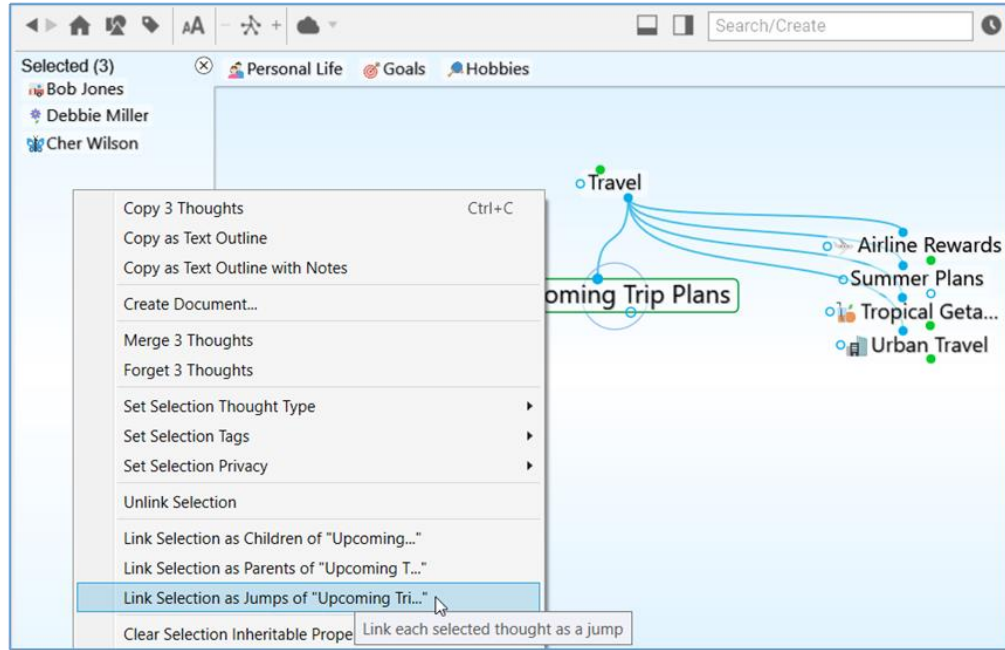 AA
Search/Create
Selected (3)
Personal Life
Goals
Hobbies
Bob Jones
Debbie Miller
Cher Wilson
Travel
Airline Rewards
Summer Plans
oming Trip Plans
Tropical Geta...
Urban Travel
Copy 3 Thoughts Ctrl+C
Copy as Text Outline
Copy as Text Outline with Notes
Create Document...
Merge 3 Thoughts
Forget 3 Thoughts
Set Selection Thought Type
Set Selection Tags
Set Selection Privacy
Unlink Selection
Link Selection as Children of "Upcoming..."
Link Selection as Parents of "Upcoming T..."
Link Selection as Jumps of "Upcoming Tri..."
Clear Selection Inheritable Prope
Link each selected thought as a jump